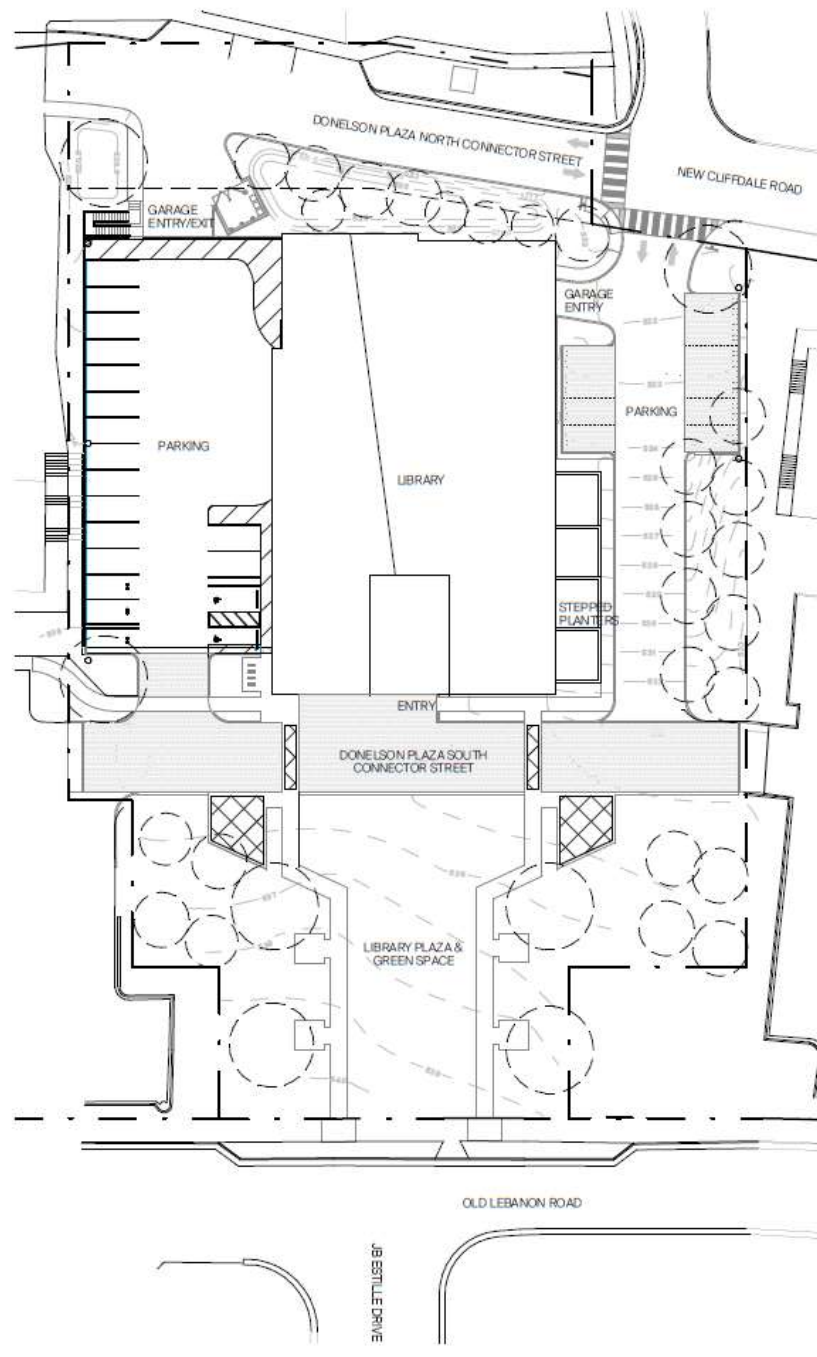 DONELSON PLAZA NORTH CONNECTOR STREET
NEW CLIFFDALE ROAD
GARAGE
ENTRY/EXIT
GARAGE
ENTRY
PARKING
PARKING
LIBRARY
STEPPED
PLANTERS
ENTRY
DONELSON PLAZA SOUTH
CONNECTOR STREET
LIBRARY PLAZA &
GREEN SPACE
OLD LEBANON ROAD
JB ESTILLE DRIVE